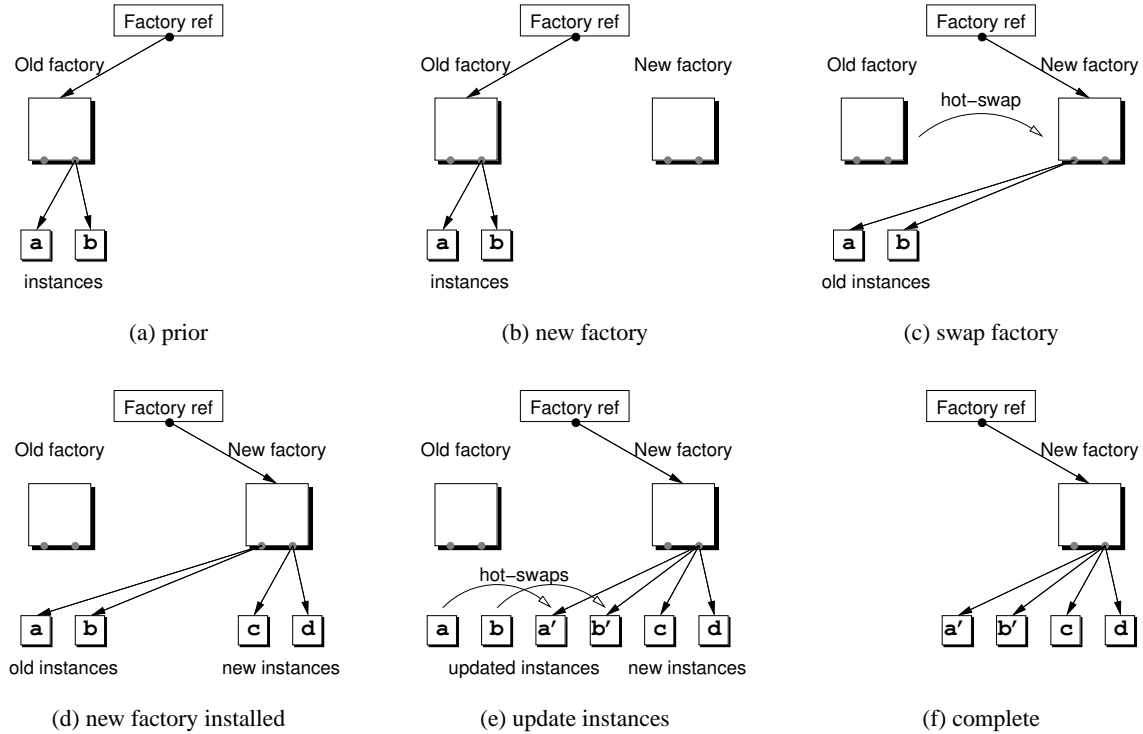 Factory ref
Old factory
a b
instances
(a) prior
Factory ref
Old factory New factory
a b
instances
(b) new factory
Factory ref
Old factory New factory
hot-swap
a b
old instances
(c) swap factory
Factory ref
Old factory New factory
a b c d
old instances new instances
(d) new factory installed
Factory ref
Old factory New factory
hot-swaps
a b a′ b′ c d
updated instances new instances
(e) update instances
Factory ref
New factory
a′ b′ c d
(f) complete